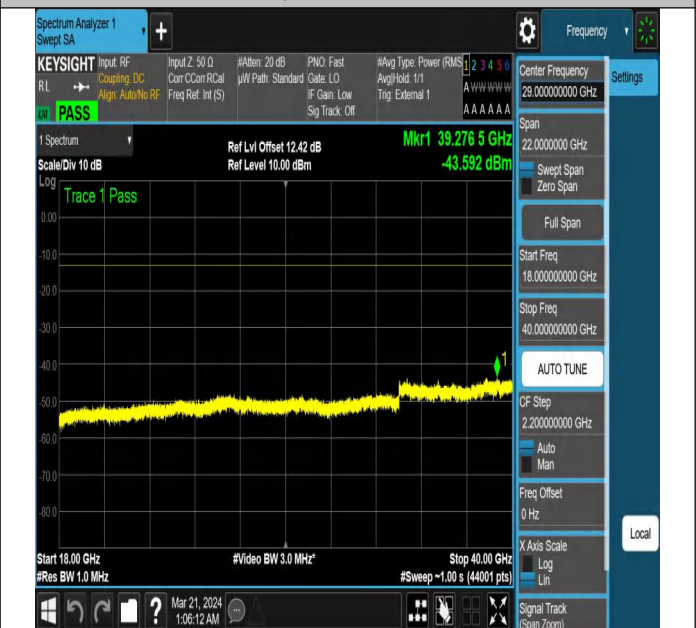 Spectrum Analyzer 1
Swept SA
+
Frequency
KEYSIGHT
RL
PASS
Input: RF
Coupling: DC
Align: Auto/No RF
Input Z: 50 Ω
Corr CCorr RCal
Freq Ref: Int (S)
#Atten: 20 dB
µW Path: Standard
PNO: Fast
Gate: LO
IF Gain: Low
Sig Track: Off
#Avg Type: Power (RMS
Avg|Hold: 1/1
Trig: External 1
1 2 3 4 5 6
A W W W W W
A A A A A A
Center Frequency
29.000000000 GHz
Settings
1 Spectrum
Scale/Div 10 dB
Ref Lvl Offset 12.42 dB
Ref Level 10.00 dBm
Mkr1 39.276 5 GHz
-43.592 dBm
Span
22.0000000 GHz
Swept Span
Zero Span
Full Span
Start Freq
18.000000000 GHz
Stop Freq
40.000000000 GHz
AUTO TUNE
CF Step
2.200000000 GHz
Auto
Man
Freq Offset
0 Hz
X Axis Scale
Log
Lin
Signal Track
(Span Zoom)
Local
Log
Trace 1 Pass
0.00
-10.0
-20.0
-30.0
-40.0
-50.0
-60.0
-70.0
-80.0
1
Start 18.00 GHz
#Res BW 1.0 MHz
#Video BW 3.0 MHz*
Stop 40.00 GHz
#Sweep ~1.00 s (44001 pts)
?
Mar 21, 2024
1:06:12 AM